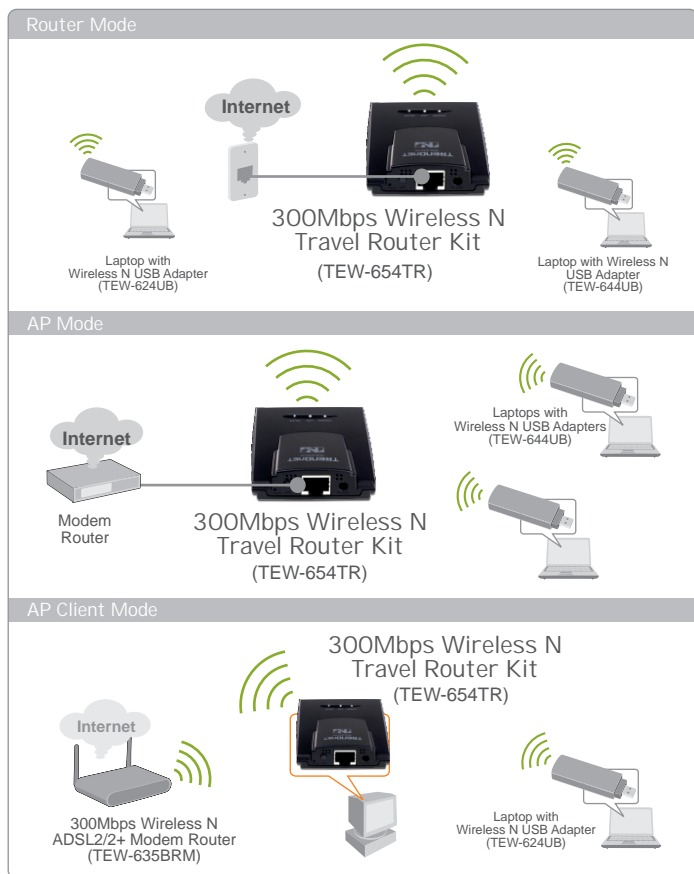 Router Mode
Internet
300Mbps Wireless N
Travel Router Kit
(TEW-654TR)
Laptop with
Wireless N USB Adapter
(TEW-624UB)
Laptop with Wireless N
USB Adapter
(TEW-644UB)
AP Mode
Internet
Modem
Router
300Mbps Wireless N
Travel Router Kit
(TEW-654TR)
Laptops with
Wireless N USB Adapters
(TEW-644UB)
AP Client Mode
300Mbps Wireless N
Travel Router Kit
(TEW-654TR)
Internet
300Mbps Wireless N
ADSL2/2+ Modem Router
(TEW-635BRM)
Laptop with
Wireless N USB Adapter
(TEW-624UB)
TRENDnet
TRENDnet